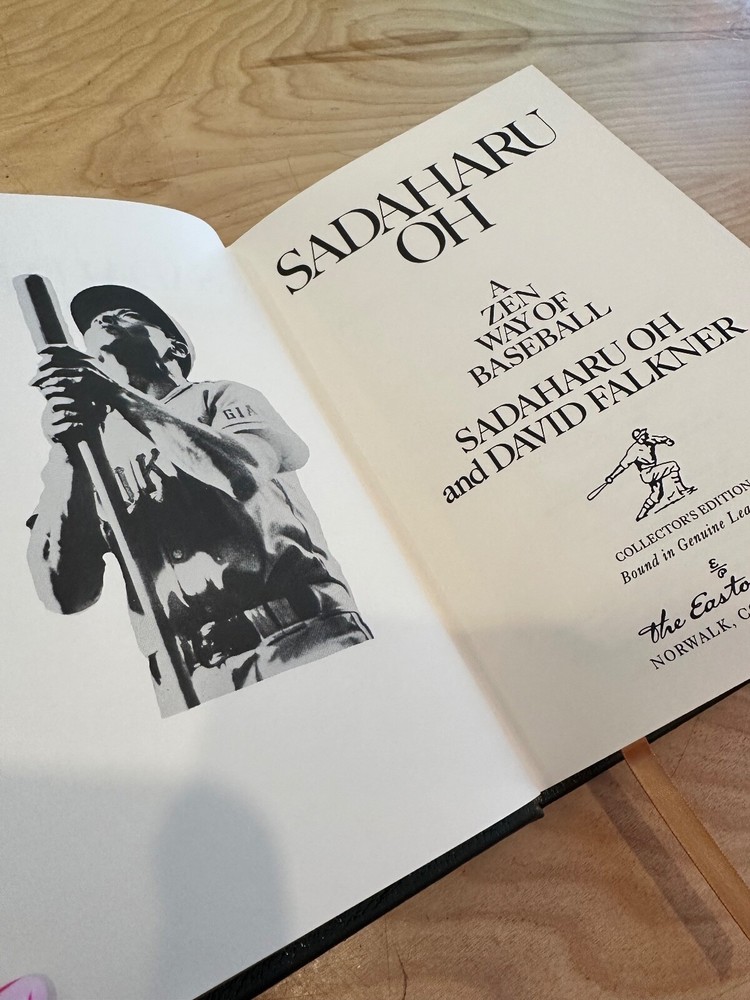 GIA
SADAHARU
OH
A
ZEN
WAY OF
BASEBALL
SADAHARU OH
and DAVID FALKNER
COLLECTOR'S EDITION
Bound in Genuine Lea
E
P
The Easto
NORWALK, C